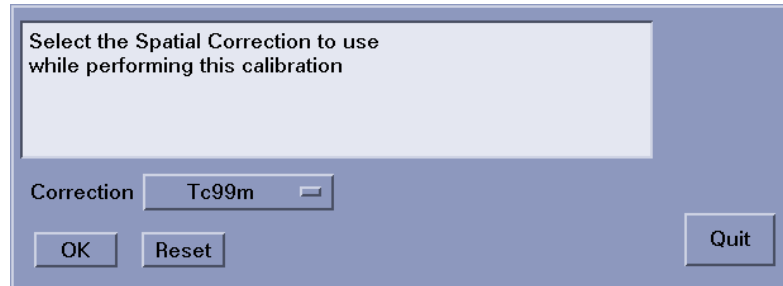 Select the Spatial Correction to use
while performing this calibration
Correction Tc99m
OK Reset Quit